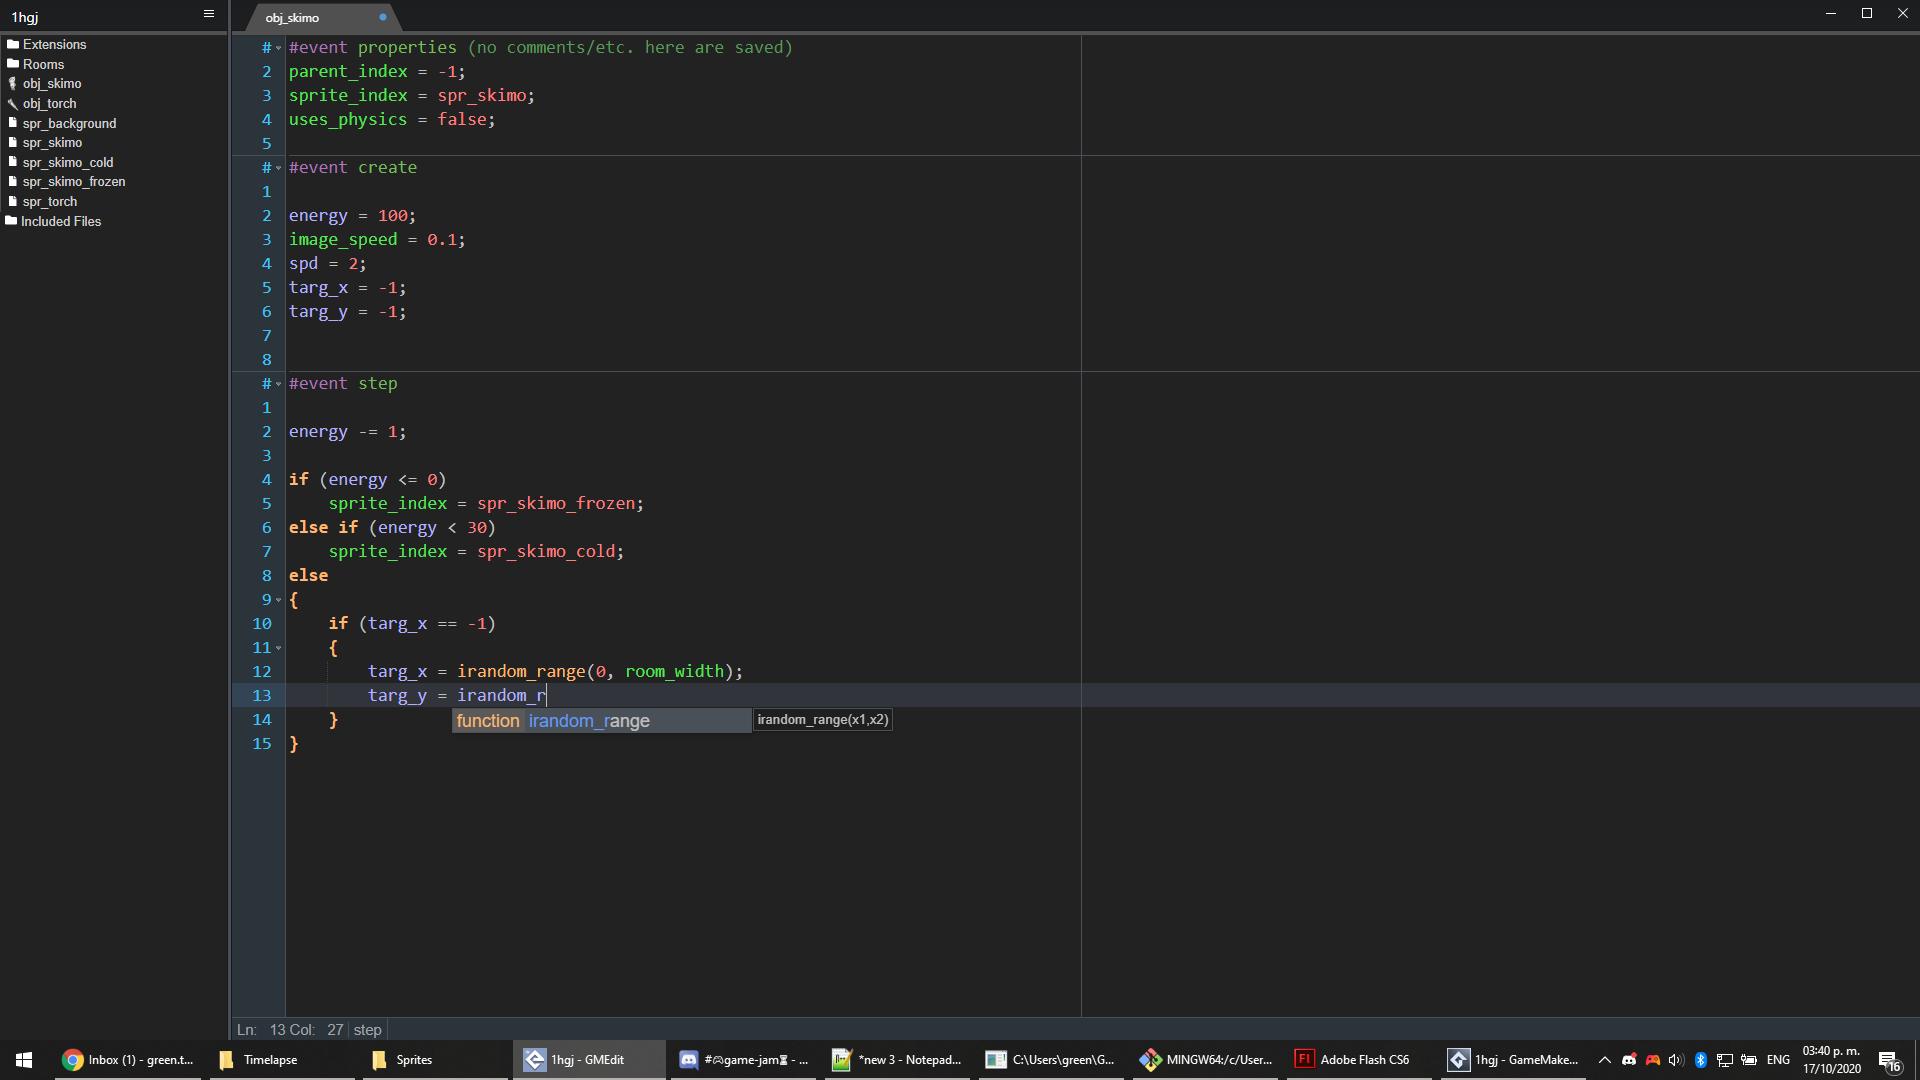 1hgj
obj_skimo
Extensions
Rooms
obj_skimo
obj_torch
spr_background
spr_skimo
spr_skimo_cold
spr_skimo_frozen
spr_torch
Included Files
# #event properties (no comments/etc. here are saved)
2 parent_index = -1;
3 sprite_index = spr_skimo;
4 uses_physics = false;
5
# #event create
1
2 energy = 100;
3 image_speed = 0.1;
4 spd = 2;
5 targ_x = -1;
6 targ_y = -1;
7
8
# #event step
1
2 energy -= 1;
3
4 if (energy <= 0)
5 sprite_index = spr_skimo_frozen;
6 else if (energy < 30)
7 sprite_index = spr_skimo_cold;
8 else
9 {
10 if (targ_x == -1)
11 {
12 targ_x = irandom_range(0, room_width);
13 targ_y = irandom_r
14 }
function irandom_range irandom_range(x1,x2)
15 }
Ln: 13 Col: 27 step
Inbox (1) - green.t... Timelapse Sprites 1hgj - GMEdit #🎮game-jam⏳ - ... *new 3 - Notepad... C:\Users\green\G... MINGW64:/c/User... Adobe Flash CS6 1hgj - GameMake... ENG 03:40 p. m.
17/10/2020
16